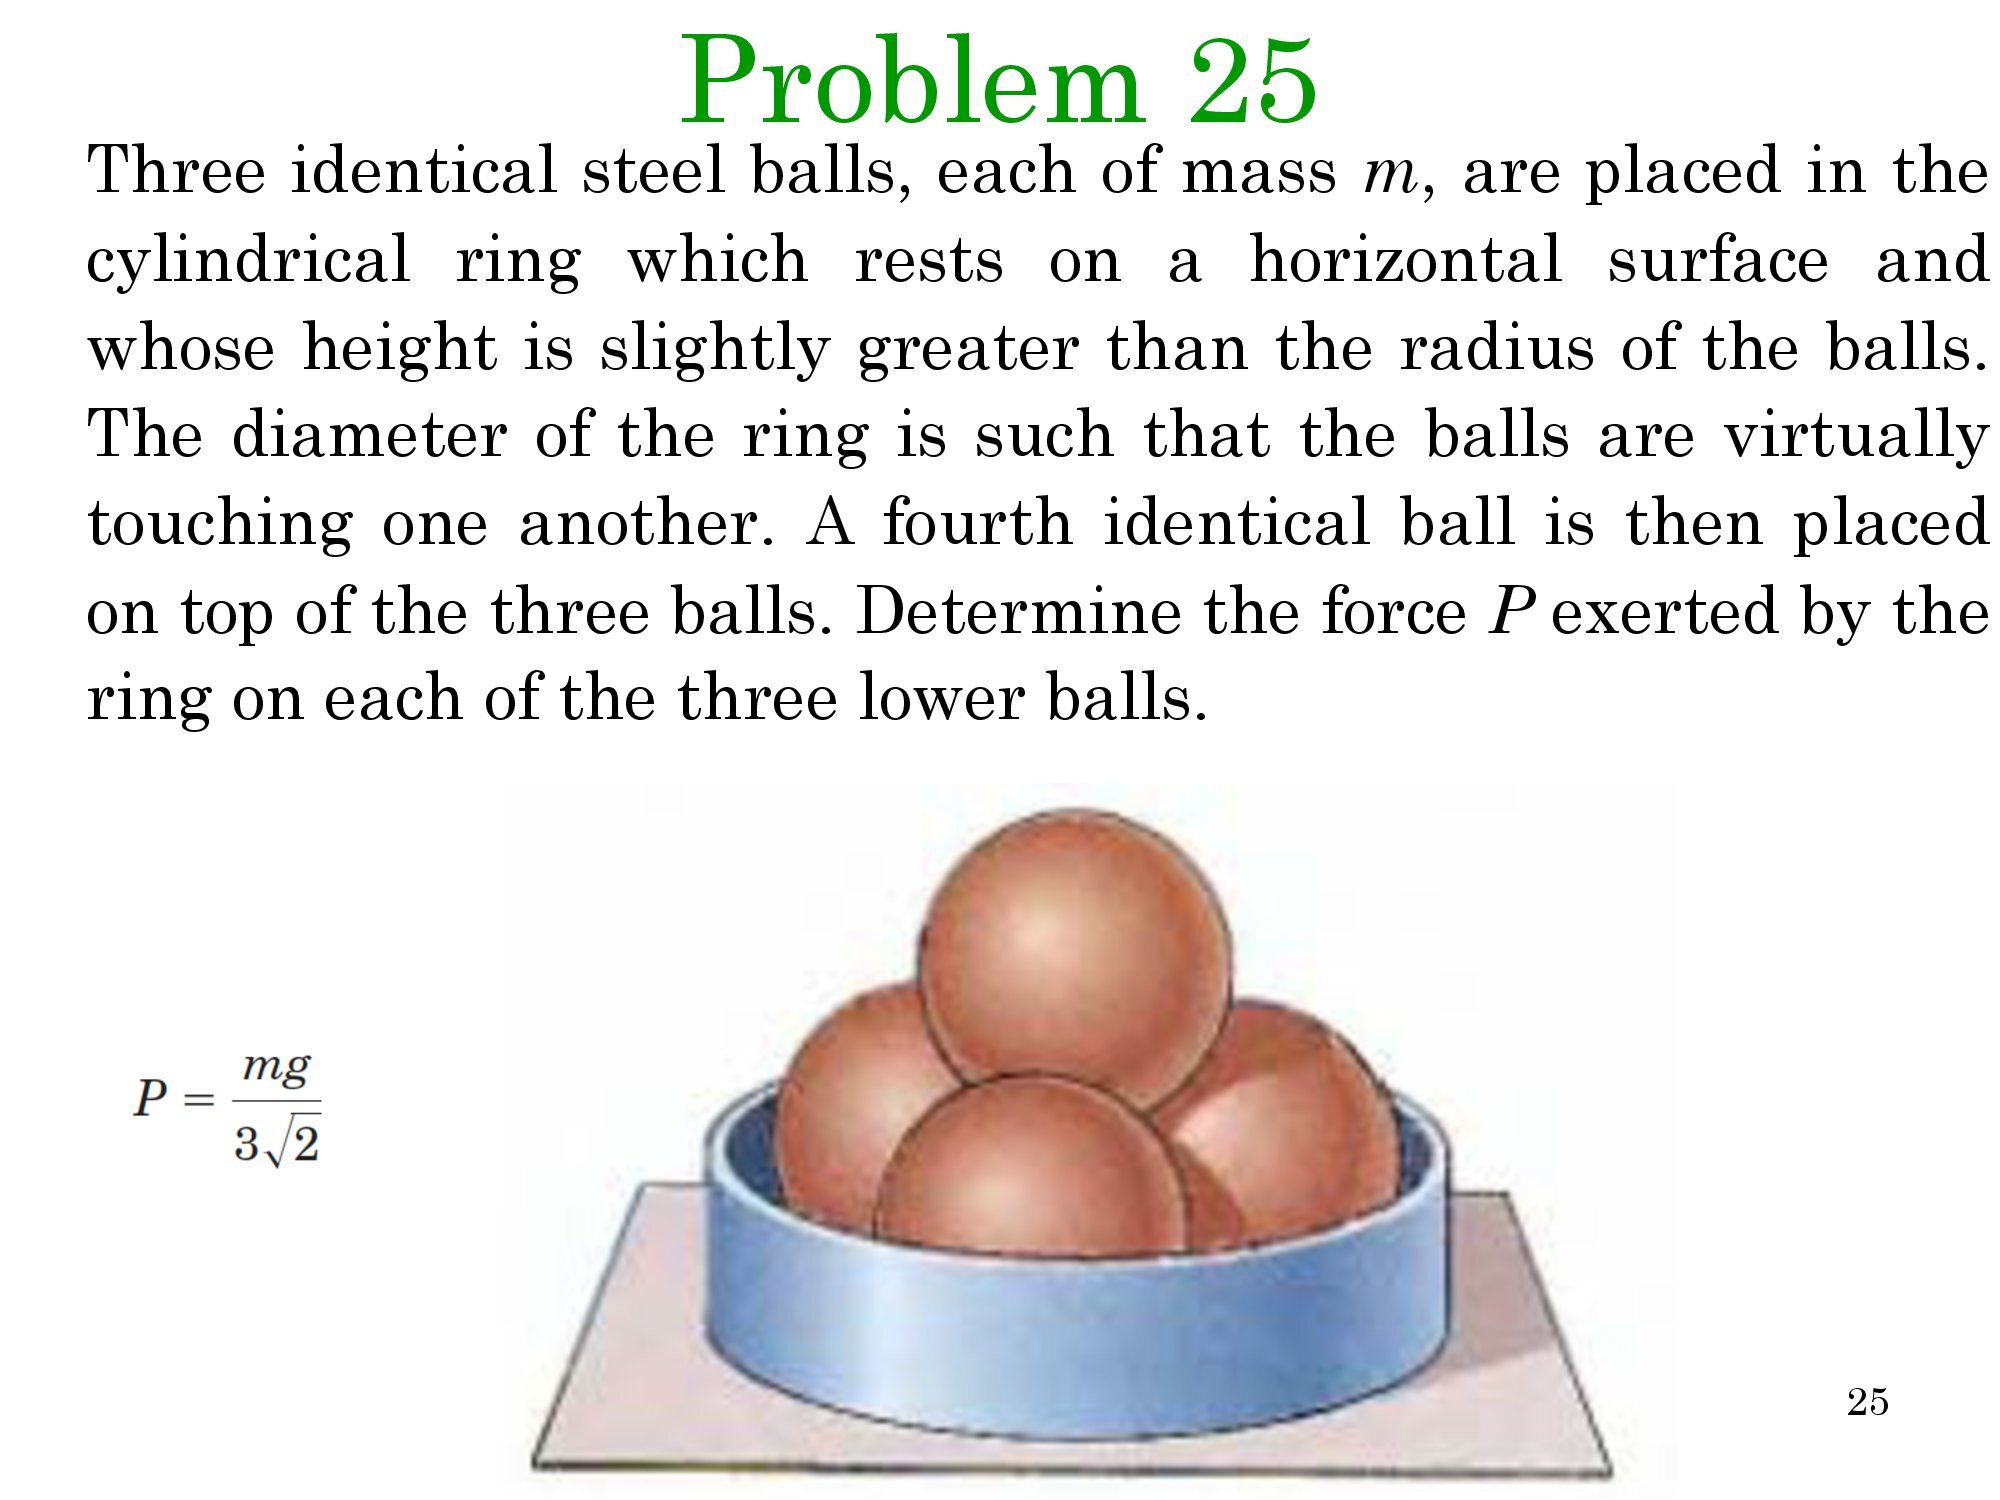 Problem 25
Three identical steel balls, each of mass m, are placed in the
cylindrical ring which rests on a horizontal surface and
whose height is slightly greater than the radius of the balls.
The diameter of the ring is such that the balls are virtually
touching one another. A fourth identical ball is then placed
on top of the three balls. Determine the force P exerted by the
ring on each of the three lower balls.
P = mg / 3√2
25